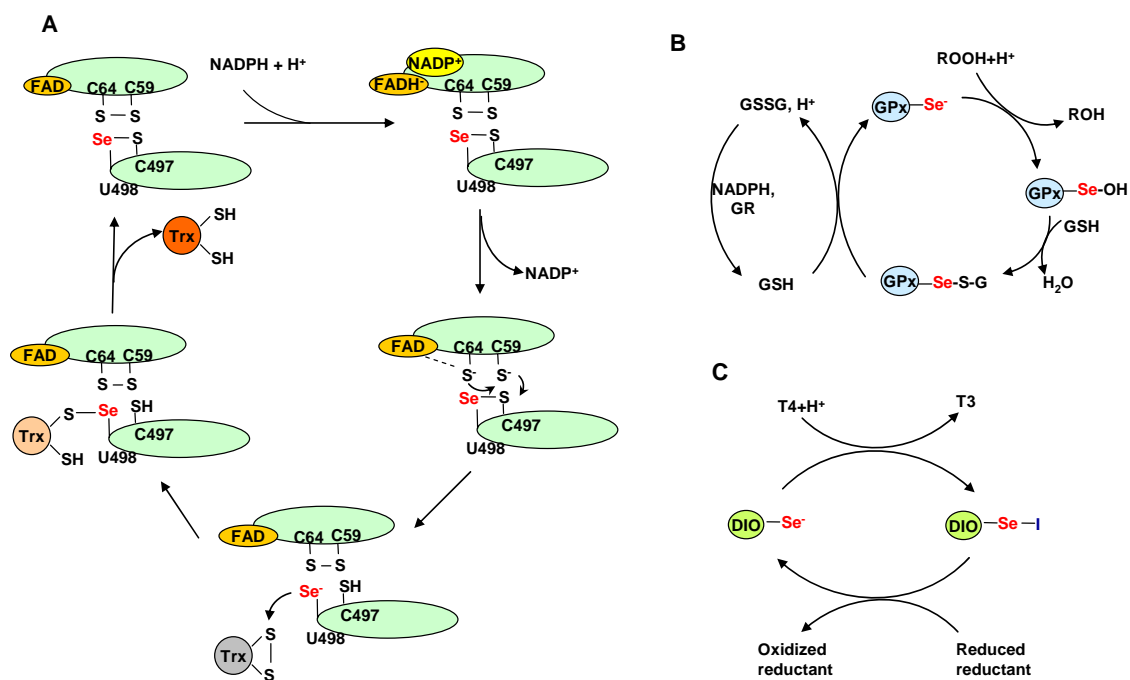 A
FAD
C64 C59
S – S
Se – S
C497
U498
NADPH + H⁺
NADP⁺
FADH⁻
C64 C59
S – S
Se – S
C497
U498
NADP⁺
FAD
C64 C59
S⁻ S⁻
Se – S
C497
U498
FAD
C64 C59
S – S
Se⁻ SH
C497
U498
Trx
S
S
FAD
C64 C59
S – S
S – Se SH
Trx
C497
SH
U498
SH
Trx
SH
B
ROOH+H⁺
GSSG, H⁺
GPx–Se⁻
ROH
NADPH,
GR
GPx–Se–OH
GSH
GSH
GPx–Se–S–G
H₂O
C
T4+H⁺
T3
DIO–Se⁻
DIO–Se–I
Oxidized
reductant
Reduced
reductant